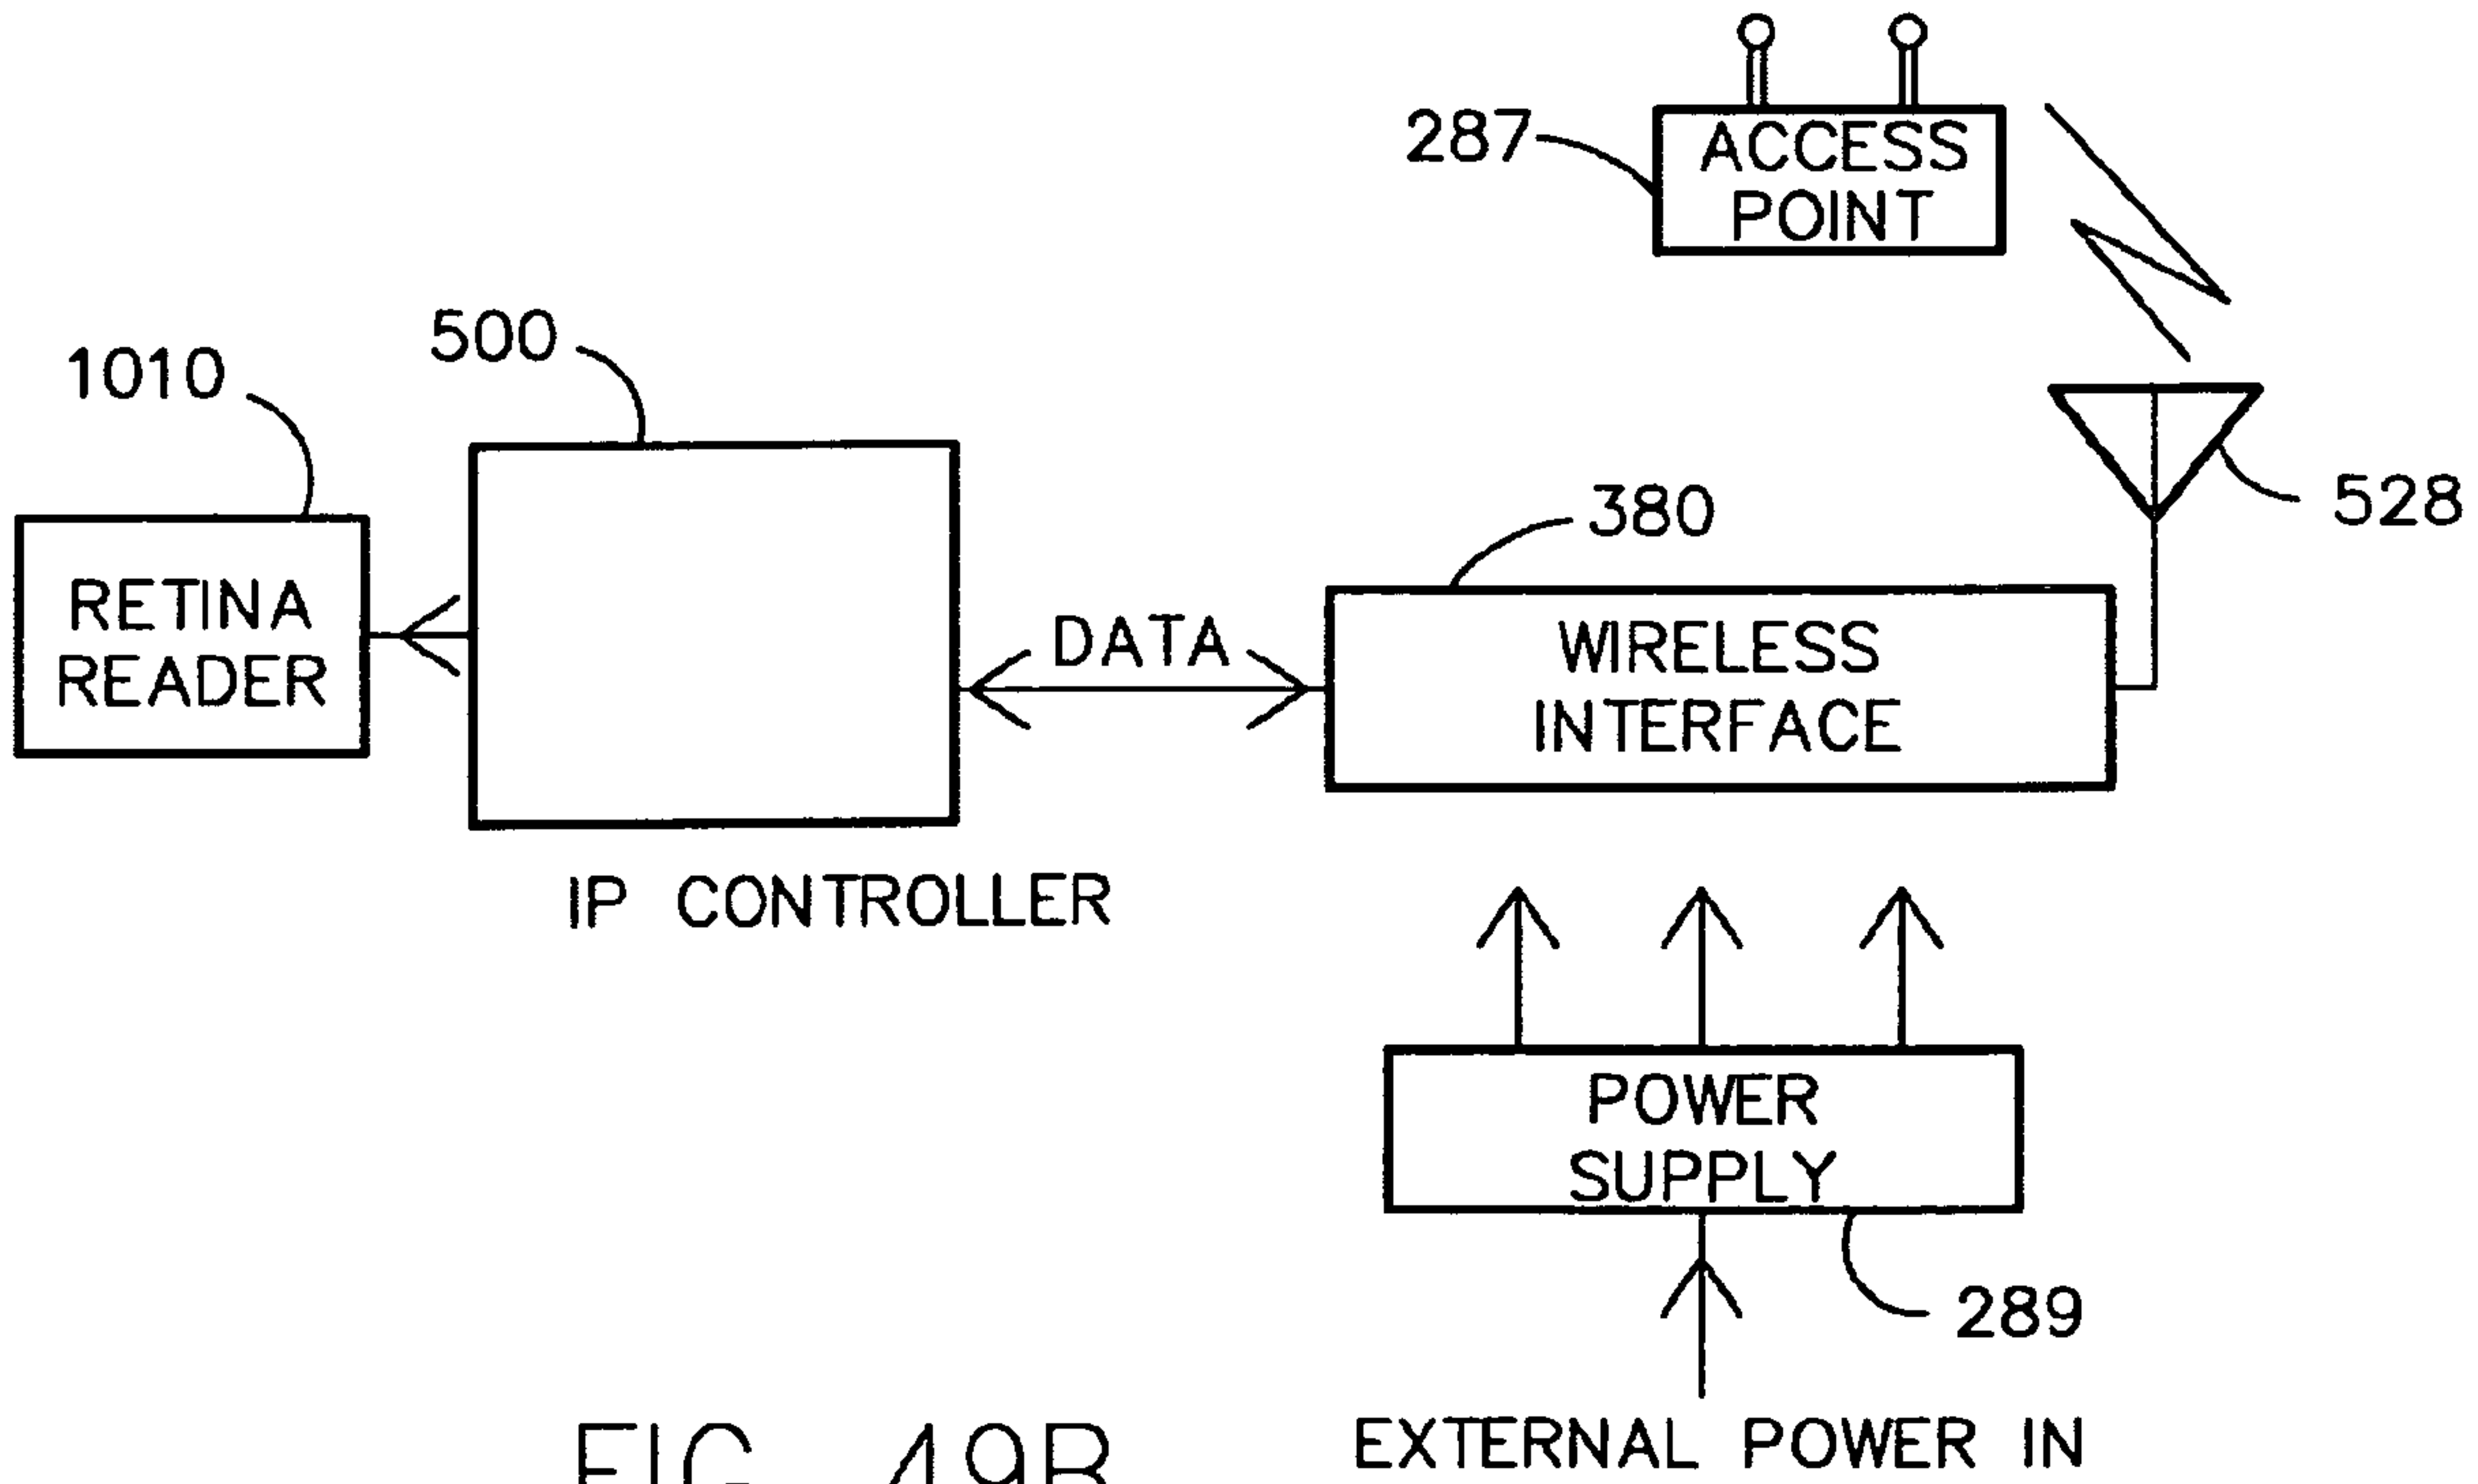 287
ACCESS
POINT
500
1010
528
380
RETINA
READER
DATA
WIRELESS
INTERFACE
IP CONTROLLER
POWER
SUPPLY
289
EXTERNAL POWER IN
FIG. 49B